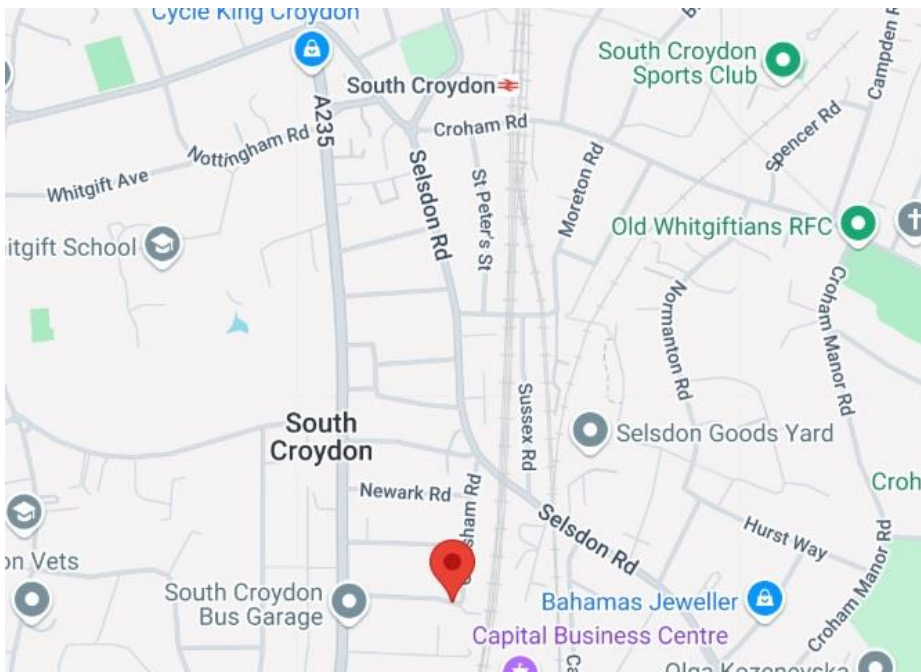 Cycle King Croydon
South Croydon
South Croydon
Sports Club
Campden R
A235
Croham Rd
Nottingham Rd
Spencer Rd
Whitgift Ave
Selsdon Rd
St Peter's St
Moreton Rd
itgift School
Old Whitgiftians RFC
Normanton Rd
Croham Manor Rd
South
Croydon
Sussex Rd
Selsdon Goods Yard
Newark Rd
sham Rd
Croh
Selsdon Rd
Hurst Way
on Vets
South Croydon
Bus Garage
Bahamas Jeweller
Croham Manor Rd
Capital Business Centre
Ca
Olga Kozenevska